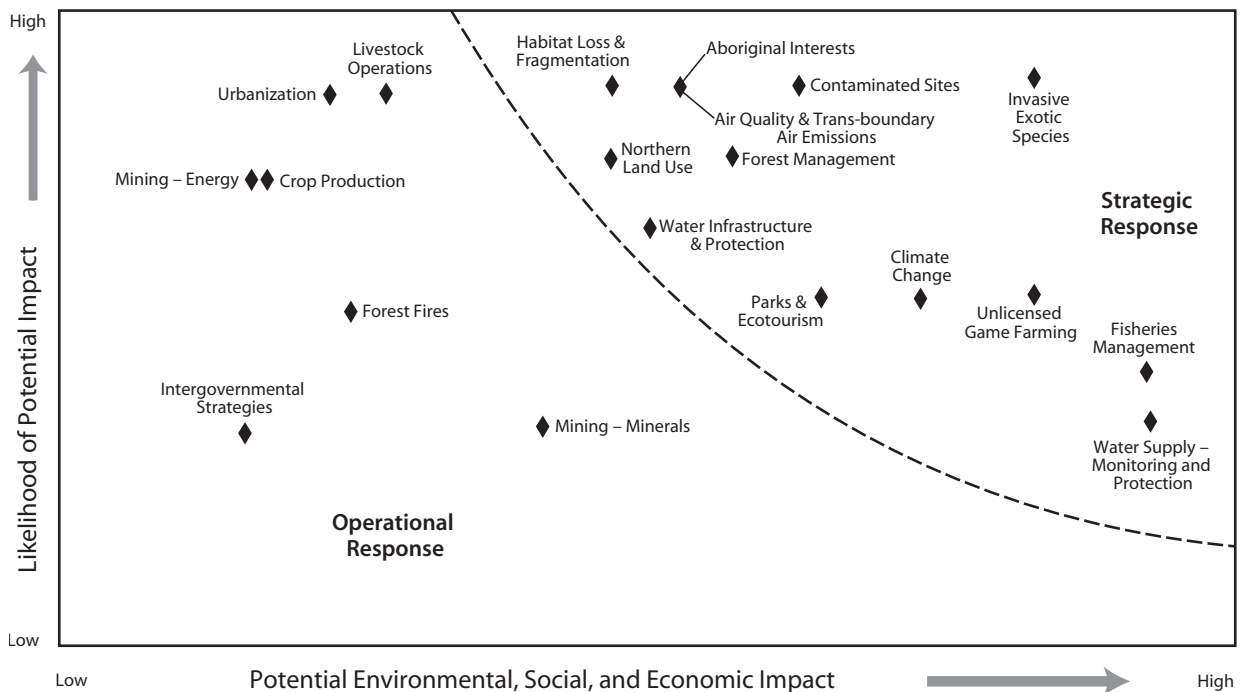 High
Livestock
Operations
Urbanization
Habitat Loss &
Fragmentation
Aboriginal Interests
Contaminated Sites
Air Quality & Trans-boundary
Air Emissions
Invasive
Exotic
Species
Mining – Energy
Crop Production
Northern
Land Use
Forest Management
Strategic
Response
Water Infrastructure
& Protection
Climate
Change
Parks &
Ecotourism
Unlicensed
Game Farming
Forest Fires
Fisheries
Management
Intergovernmental
Strategies
Mining – Minerals
Water Supply –
Monitoring and
Protection
Operational
Response
Likelihood of Potential Impact
Low
Low
Potential Environmental, Social, and Economic Impact
High